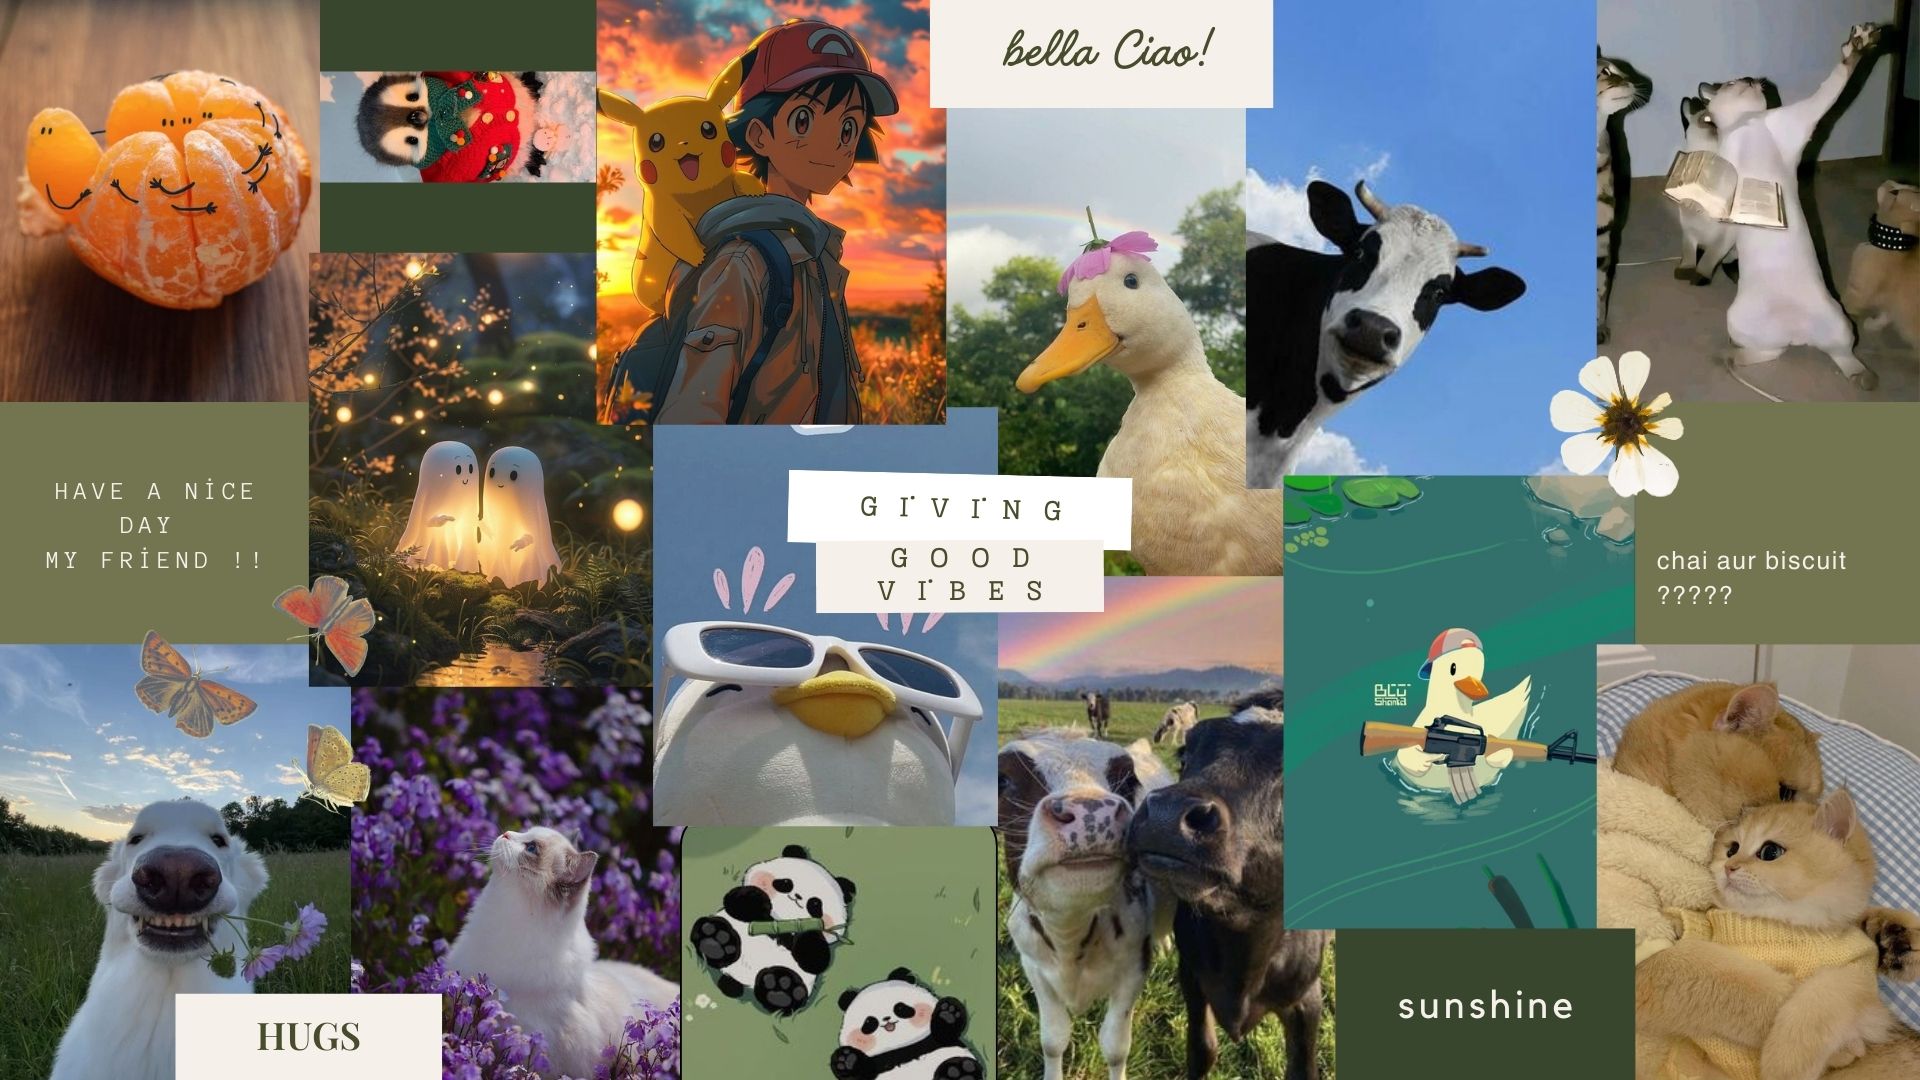 bella Ciao!
HAVE A NİCE
DAY
MY FRİEND !!
GİVİNG
GOOD
VİBES
chai aur biscuit
?????
BLU
Shanta
HUGS
sunshine